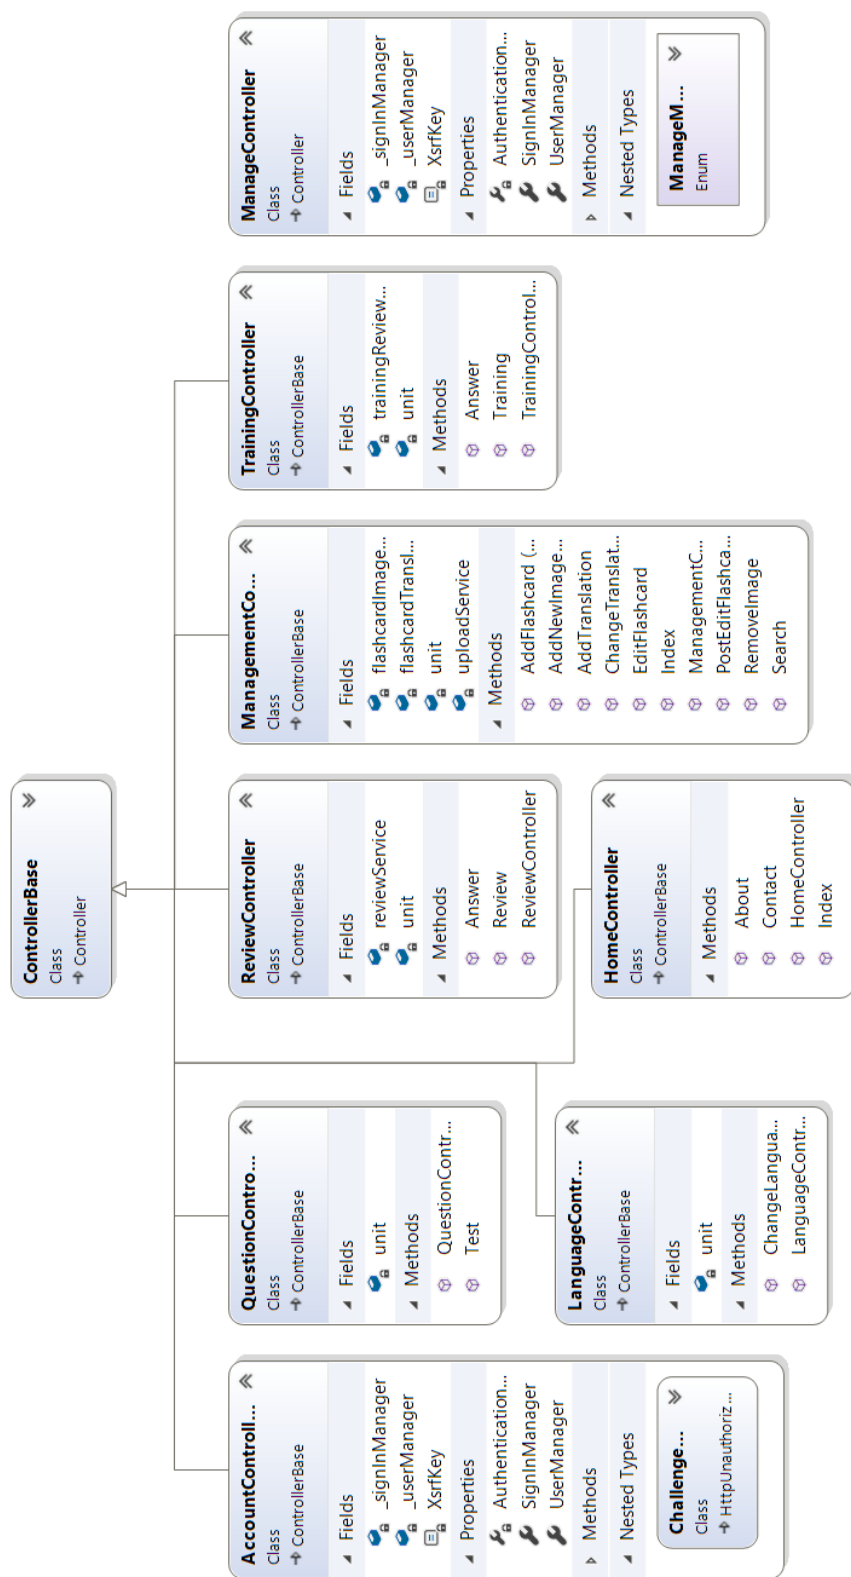 ControllerBase
Class
Controller
AccountControll...
Class
ControllerBase
Fields
_signInManager
_userManager
XsrfKey
Properties
Authentication...
SignInManager
UserManager
Methods
Nested Types
Challenge...
Class
HttpUnauthoriz...
QuestionContro...
Class
ControllerBase
Fields
unit
Methods
QuestionContr...
Test
LanguageContr...
Class
ControllerBase
Fields
unit
Methods
ChangeLangua...
LanguageContr...
ReviewController
Class
ControllerBase
Fields
reviewService
unit
Methods
Answer
Review
ReviewController
HomeController
Class
ControllerBase
Methods
About
Contact
HomeController
Index
ManagementCo...
Class
ControllerBase
Fields
flashcardImage...
flashcardTransl...
unit
uploadService
Methods
AddFlashcard (...
AddNewImage...
AddTranslation
ChangeTranslat...
EditFlashcard
Index
ManagementC...
PostEditFlashca...
RemoveImage
Search
TrainingController
Class
ControllerBase
Fields
trainingReview...
unit
Methods
Answer
Training
TrainingControl...
ManageController
Class
Controller
Fields
_signInManager
_userManager
XsrfKey
Properties
Authentication...
SignInManager
UserManager
Methods
Nested Types
ManageM...
Enum